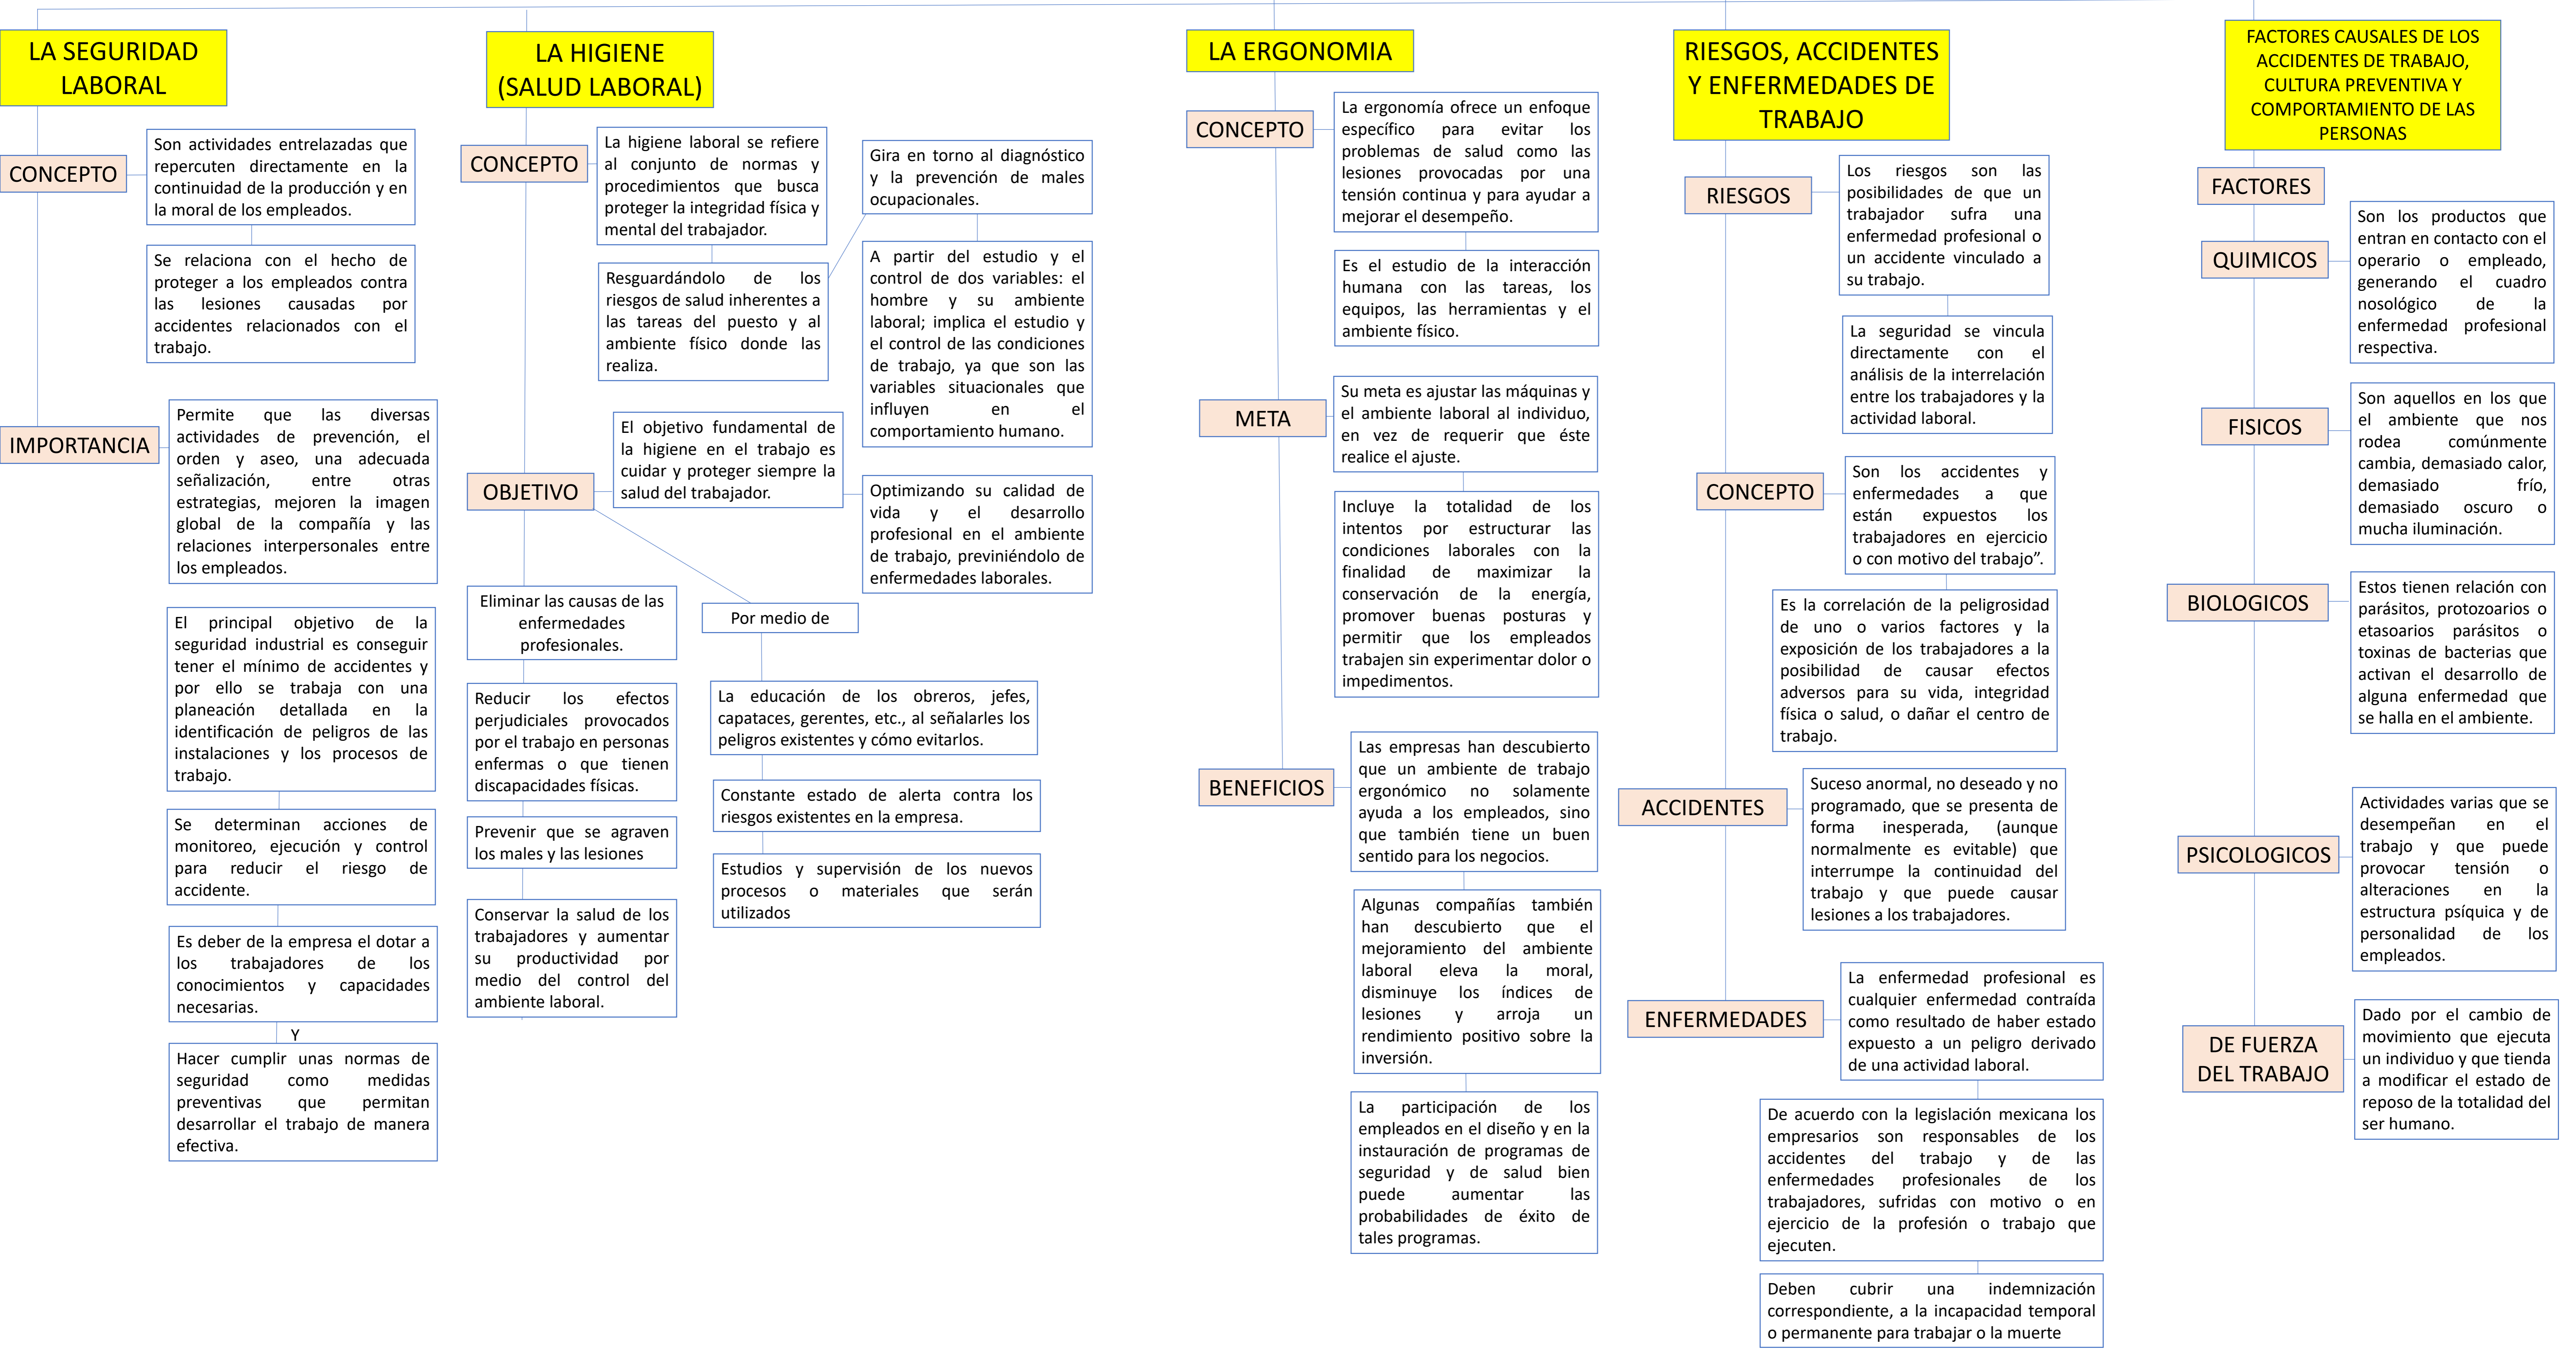 LA SEGURIDAD
LABORAL
CONCEPTO
Son actividades entrelazadas que
repercuten directamente en la
continuidad de la producción y en
la moral de los empleados.
Se relaciona con el hecho de
proteger a los empleados contra
las lesiones causadas por
accidentes relacionados con el
trabajo.
IMPORTANCIA
Permite que las diversas
actividades de prevención, el
orden y aseo, una adecuada
señalización, entre otras
estrategias, mejoren la imagen
global de la compañía y las
relaciones interpersonales entre
los empleados.
El principal objetivo de la
seguridad industrial es conseguir
tener el mínimo de accidentes y
por ello se trabaja con una
planeación detallada en la
identificación de peligros de las
instalaciones y los procesos de
trabajo.
Se determinan acciones de
monitoreo, ejecución y control
para reducir el riesgo de
accidente.
Es deber de la empresa el dotar a
los trabajadores de los
conocimientos y capacidades
necesarias.
Y
Hacer cumplir unas normas de
seguridad como medidas
preventivas que permitan
desarrollar el trabajo de manera
efectiva.
LA HIGIENE
(SALUD LABORAL)
CONCEPTO
La higiene laboral se refiere
al conjunto de normas y
procedimientos que busca
proteger la integridad física y
mental del trabajador.
Resguardándolo de los
riesgos de salud inherentes a
las tareas del puesto y al
ambiente físico donde las
realiza.
Gira en torno al diagnóstico
y la prevención de males
ocupacionales.
A partir del estudio y el
control de dos variables: el
hombre y su ambiente
laboral; implica el estudio y
el control de las condiciones
de trabajo, ya que son las
variables situacionales que
influyen en el
comportamiento humano.
OBJETIVO
El objetivo fundamental de
la higiene en el trabajo es
cuidar y proteger siempre la
salud del trabajador.
Optimizando su calidad de
vida y el desarrollo
profesional en el ambiente
de trabajo, previniéndolo de
enfermedades laborales.
Eliminar las causas de las
enfermedades
profesionales.
Reducir los efectos
perjudiciales provocados
por el trabajo en personas
enfermas o que tienen
discapacidades físicas.
Prevenir que se agraven
los males y las lesiones
Conservar la salud de los
trabajadores y aumentar
su productividad por
medio del control del
ambiente laboral.
Por medio de
La educación de los obreros, jefes,
capataces, gerentes, etc., al señalarles los
peligros existentes y cómo evitarlos.
Constante estado de alerta contra los
riesgos existentes en la empresa.
Estudios y supervisión de los nuevos
procesos o materiales que serán
utilizados
LA ERGONOMIA
CONCEPTO
La ergonomía ofrece un enfoque
específico para evitar los
problemas de salud como las
lesiones provocadas por una
tensión continua y para ayudar a
mejorar el desempeño.
Es el estudio de la interacción
humana con las tareas, los
equipos, las herramientas y el
ambiente físico.
META
Su meta es ajustar las máquinas y
el ambiente laboral al individuo,
en vez de requerir que éste
realice el ajuste.
Incluye la totalidad de los
intentos por estructurar las
condiciones laborales con la
finalidad de maximizar la
conservación de la energía,
promover buenas posturas y
permitir que los empleados
trabajen sin experimentar dolor o
impedimentos.
BENEFICIOS
Las empresas han descubierto
que un ambiente de trabajo
ergonómico no solamente
ayuda a los empleados, sino
que también tiene un buen
sentido para los negocios.
Algunas compañías también
han descubierto que el
mejoramiento del ambiente
laboral eleva la moral,
disminuye los índices de
lesiones y arroja un
rendimiento positivo sobre la
inversión.
La participación de los
empleados en el diseño y en la
instauración de programas de
seguridad y de salud bien
puede aumentar las
probabilidades de éxito de
tales programas.
RIESGOS, ACCIDENTES
Y ENFERMEDADES DE
TRABAJO
RIESGOS
Los riesgos son las
posibilidades de que un
trabajador sufra una
enfermedad profesional o
un accidente vinculado a
su trabajo.
La seguridad se vincula
directamente con el
análisis de la interrelación
entre los trabajadores y la
actividad laboral.
CONCEPTO
Son los accidentes y
enfermedades a que
están expuestos los
trabajadores en ejercicio
o con motivo del trabajo”.
Es la correlación de la peligrosidad
de uno o varios factores y la
exposición de los trabajadores a la
posibilidad de causar efectos
adversos para su vida, integridad
física o salud, o dañar el centro de
trabajo.
ACCIDENTES
Suceso anormal, no deseado y no
programado, que se presenta de
forma inesperada, (aunque
normalmente es evitable) que
interrumpe la continuidad del
trabajo y que puede causar
lesiones a los trabajadores.
ENFERMEDADES
La enfermedad profesional es
cualquier enfermedad contraída
como resultado de haber estado
expuesto a un peligro derivado
de una actividad laboral.
De acuerdo con la legislación mexicana los
empresarios son responsables de los
accidentes del trabajo y de las
enfermedades profesionales de los
trabajadores, sufridas con motivo o en
ejercicio de la profesión o trabajo que
ejecuten.
Deben cubrir una indemnización
correspondiente, a la incapacidad temporal
o permanente para trabajar o la muerte
FACTORES CAUSALES DE LOS
ACCIDENTES DE TRABAJO,
CULTURA PREVENTIVA Y
COMPORTAMIENTO DE LAS
PERSONAS
FACTORES
QUIMICOS
Son los productos que
entran en contacto con el
operario o empleado,
generando el cuadro
nosológico de la
enfermedad profesional
respectiva.
FISICOS
Son aquellos en los que
el ambiente que nos
rodea comúnmente
cambia, demasiado calor,
demasiado frío,
demasiado oscuro o
mucha iluminación.
BIOLOGICOS
Estos tienen relación con
parásitos, protozoarios o
etasoarios parásitos o
toxinas de bacterias que
activan el desarrollo de
alguna enfermedad que
se halla en el ambiente.
PSICOLOGICOS
Actividades varias que se
desempeñan en el
trabajo y que puede
provocar tensión o
alteraciones en la
estructura psíquica y de
personalidad de los
empleados.
DE FUERZA
DEL TRABAJO
Dado por el cambio de
movimiento que ejecuta
un individuo y que tienda
a modificar el estado de
reposo de la totalidad del
ser humano.